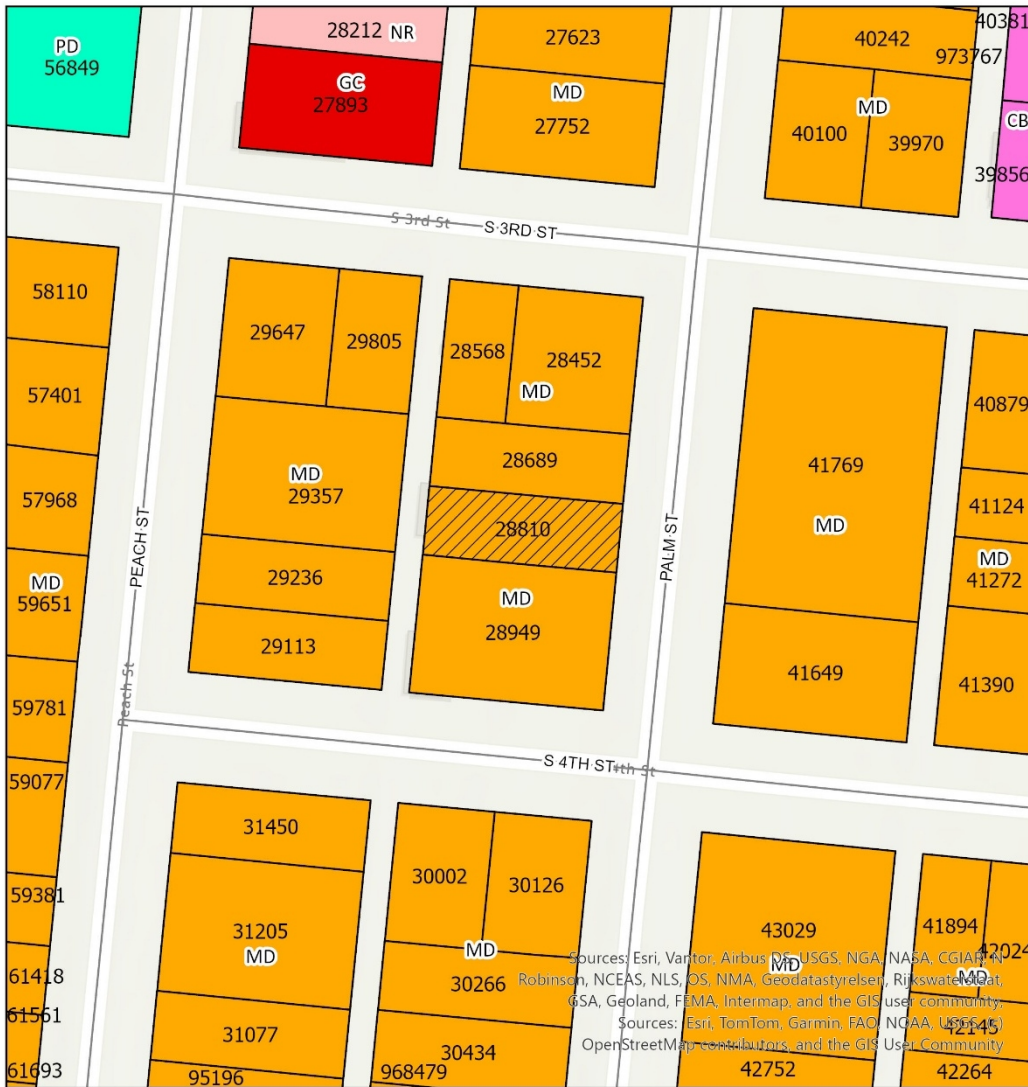 PD
56849
28212 NR
GC
27893
27623
MD
27752
40242
973767
40381
MD
40100
39970
CB
39856
S 3rd St
S 3RD ST
58110
57401
57968
MD
59651
59781
59077
59381
61418
61561
61693
PEACH ST
Peach St
29647
29805
MD
29357
29236
29113
28568
28452
MD
28689
28810
MD
28949
PALM ST
41769
MD
41649
40879
41124
MD
41272
41390
S 4TH ST
4th St
31450
31205
MD
31077
95196
30002
30126
MD
30266
30434
968479
43029
MD
42752
41894
42024
MD
42145
42264
Sources: Esri, Vantor, Airbus DS, USGS, NGA, NASA, CGIAR, N
Robinson, NCEAS, NLS, OS, NMA, Geodatastyrelsen, Rijkswaterstaat,
GSA, Geoland, FEMA, Intermap, and the GIS user community,
Sources: Esri, TomTom, Garmin, FAO, NOAA, USGS, (c)
OpenStreetMap contributors, and the GIS User Community